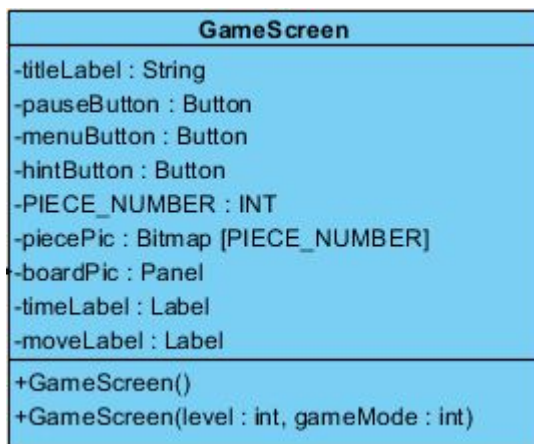 GameScreen
-titleLabel : String
-pauseButton : Button
-menuButton : Button
-hintButton : Button
-PIECE_NUMBER : INT
-piecePic : Bitmap [PIECE_NUMBER]
-boardPic : Panel
-timeLabel : Label
-moveLabel : Label
+GameScreen()
+GameScreen(level : int, gameMode : int)